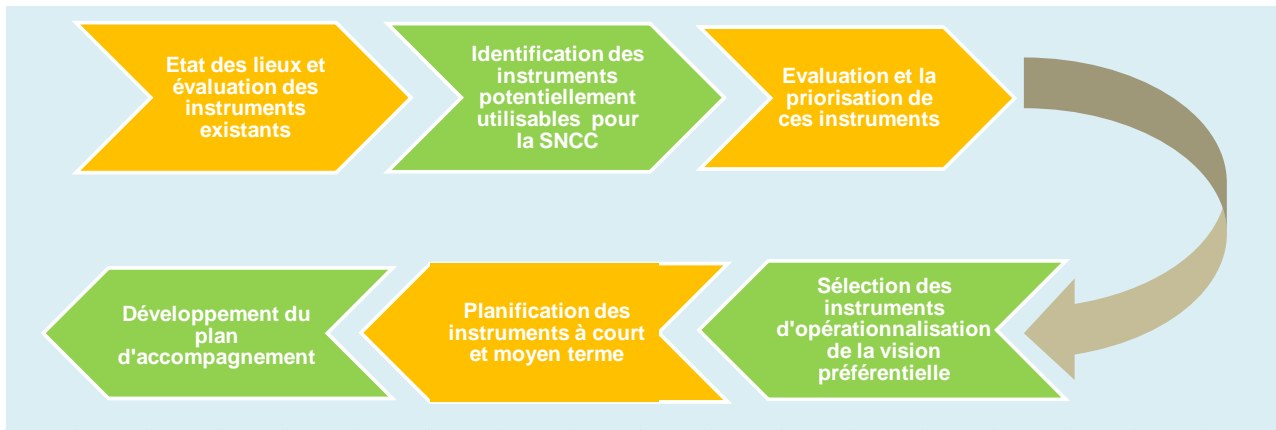 Etat des lieux et
évaluation des
instruments
existants
Identification des
instruments
potentiellement
utilisables pour
la SNCC
Evaluation et la
priorisation de
ces instruments
Sélection des
instruments
d'opérationnalisation
de la vision
préférentielle
Planification des
instruments à court
et moyen terme
Développement du
plan
d'accompagnement